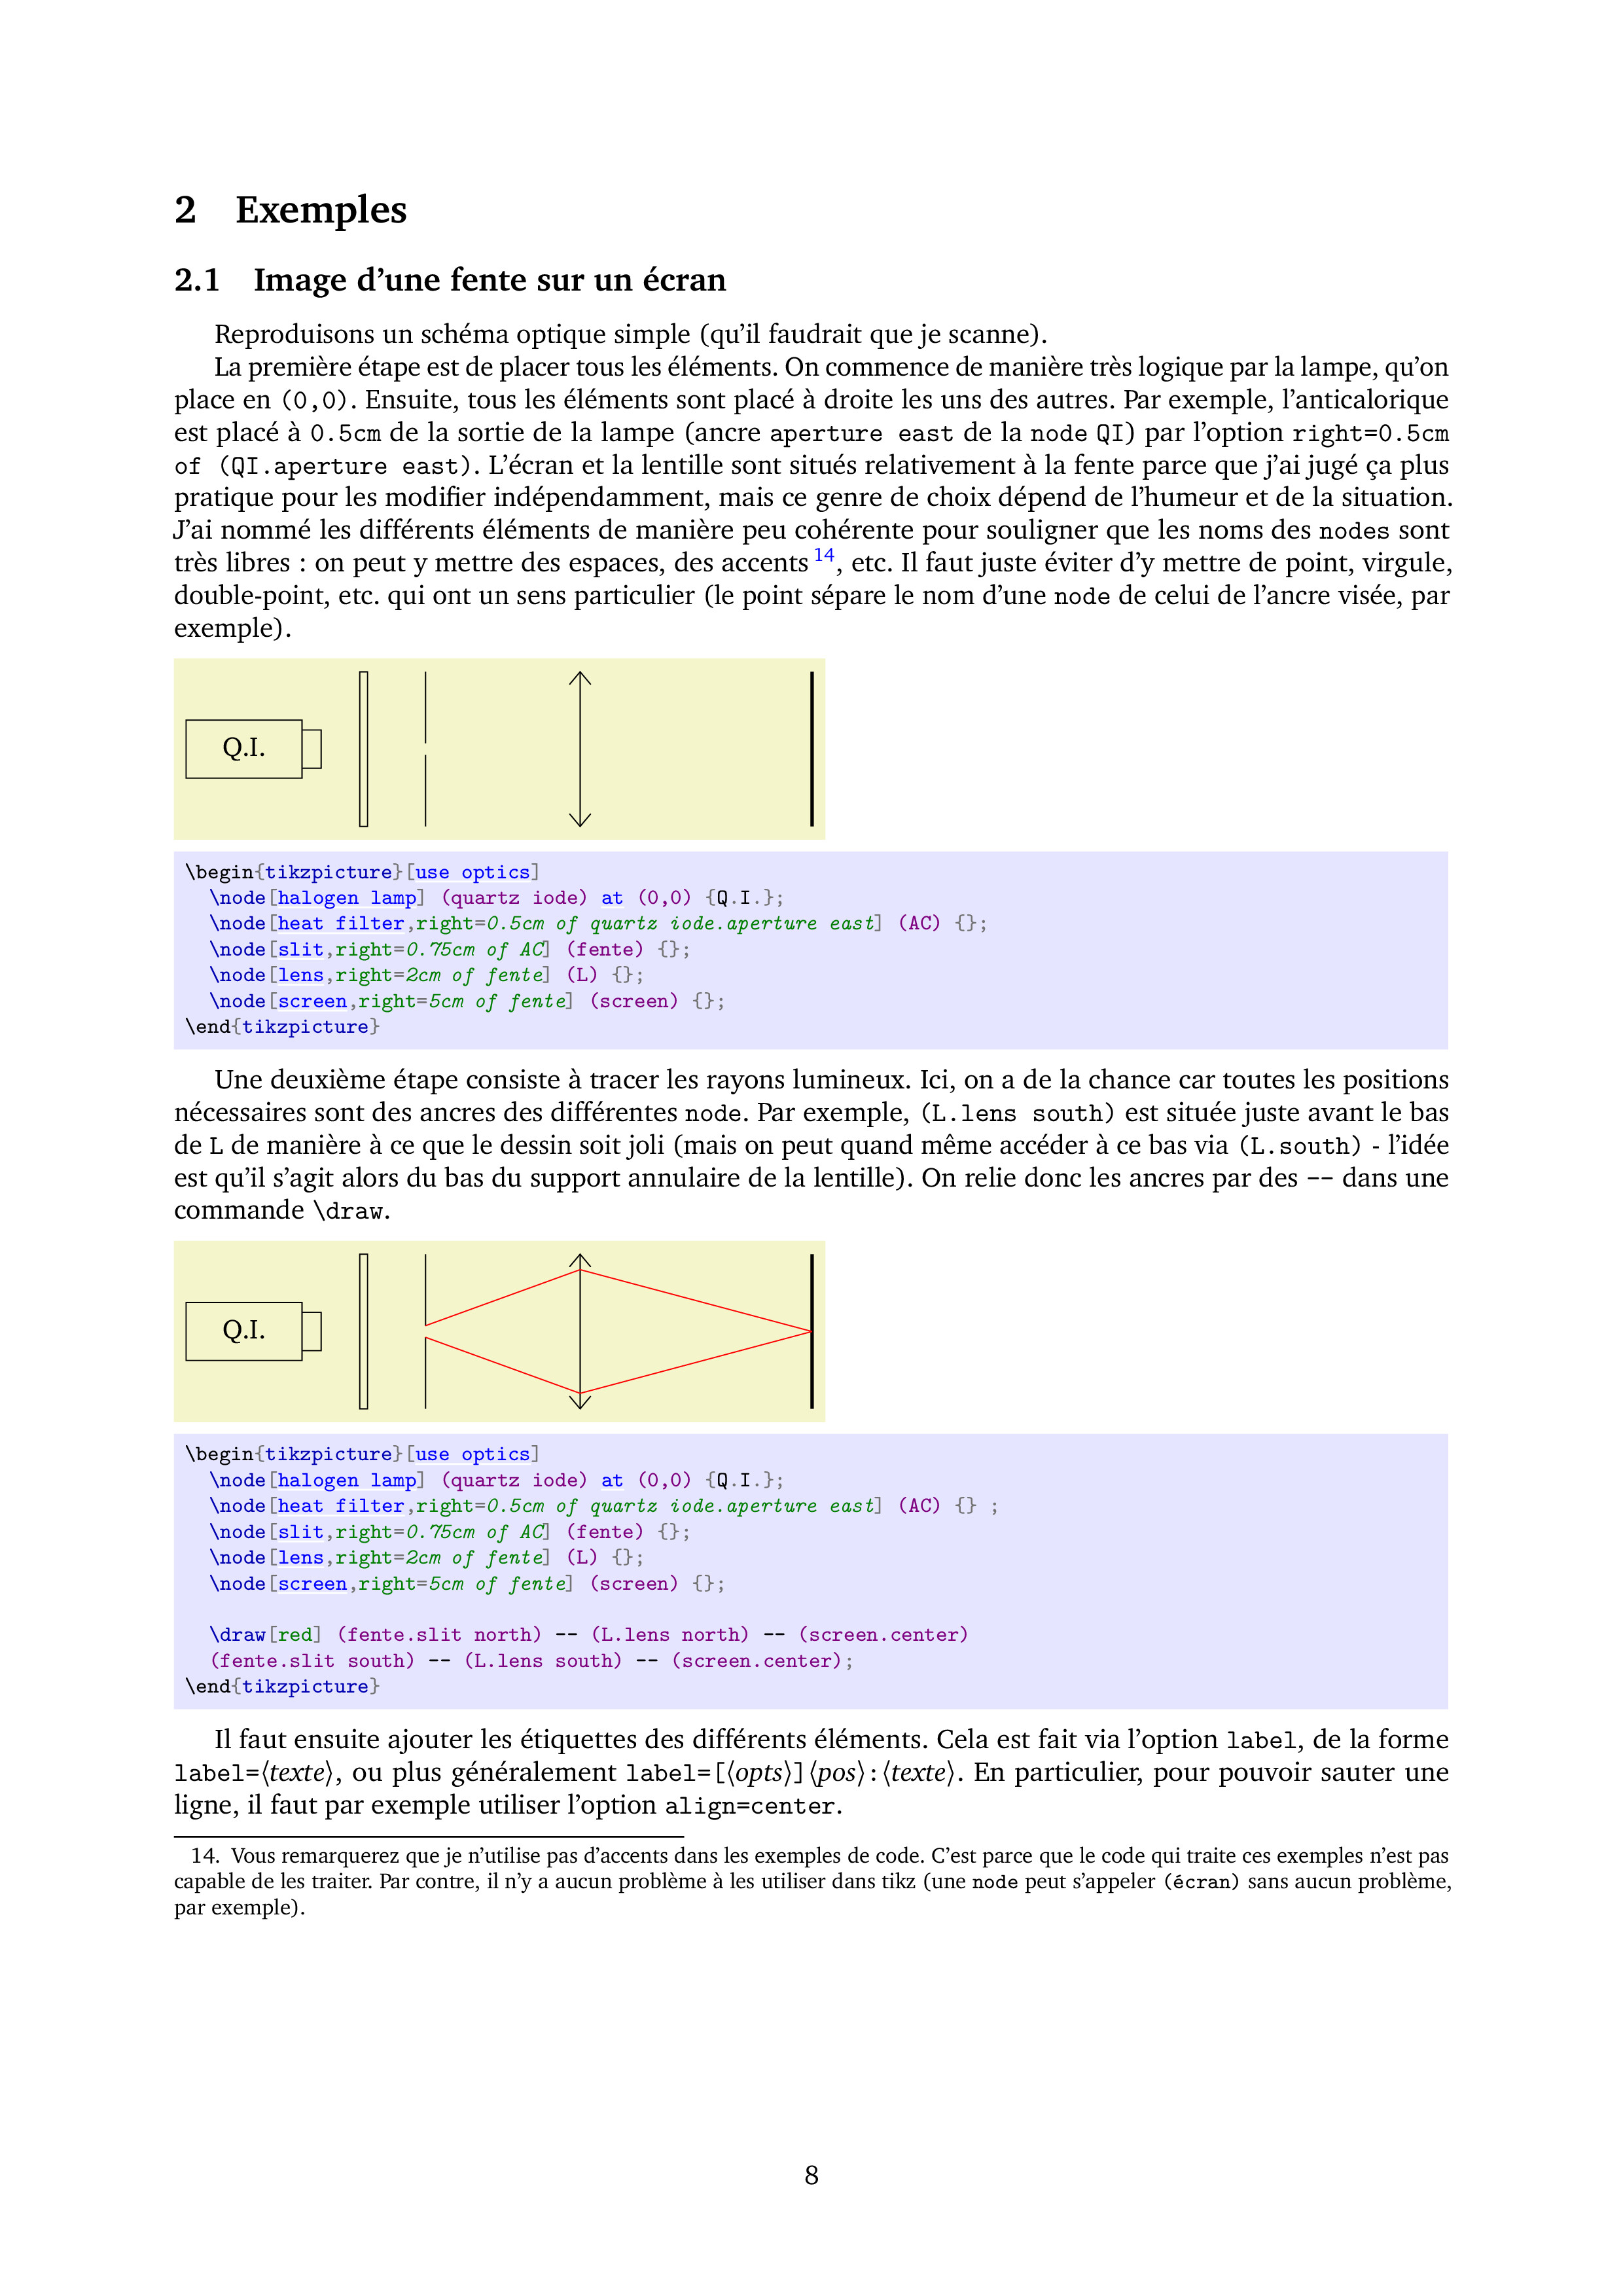 2 Exemples
2.1 Image d’une fente sur un écran
Reproduisons un schéma optique simple (qu’il faudrait que je scanne).
La première étape est de placer tous les éléments. On commence de manière très logique par la lampe, qu’on
place en (0,0). Ensuite, tous les éléments sont placé à droite les uns des autres. Par exemple, l’anticalorique
est placé à 0.5cm de la sortie de la lampe (ancre aperture east de la node QI) par l’option right=0.5cm
of (QI.aperture east). L’écran et la lentille sont situés relativement à la fente parce que j’ai jugé ça plus
pratique pour les modifier indépendamment, mais ce genre de choix dépend de l’humeur et de la situation.
J’ai nommé les différents éléments de manière peu cohérente pour souligner que les noms des nodes sont
très libres : on peut y mettre des espaces, des accents 14, etc. Il faut juste éviter d’y mettre de point, virgule,
double-point, etc. qui ont un sens particulier (le point sépare le nom d’une node de celui de l’ancre visée, par
exemple).
Q.I.
\begin{tikzpicture}[use optics]
  \node[halogen lamp] (quartz iode) at (0,0) {Q.I.};
  \node[heat filter,right=0.5cm of quartz iode.aperture east] (AC) {};
  \node[slit,right=0.75cm of AC] (fente) {};
  \node[lens,right=2cm of fente] (L) {};
  \node[screen,right=5cm of fente] (screen) {};
\end{tikzpicture}
Une deuxième étape consiste à tracer les rayons lumineux. Ici, on a de la chance car toutes les positions
nécessaires sont des ancres des différentes node. Par exemple, (L.lens south) est située juste avant le bas
de L de manière à ce que le dessin soit joli (mais on peut quand même accéder à ce bas via (L.south) - l’idée
est qu’il s’agit alors du bas du support annulaire de la lentille). On relie donc les ancres par des -- dans une
commande \draw.
Q.I.
\begin{tikzpicture}[use optics]
  \node[halogen lamp] (quartz iode) at (0,0) {Q.I.};
  \node[heat filter,right=0.5cm of quartz iode.aperture east] (AC) {} ;
  \node[slit,right=0.75cm of AC] (fente) {};
  \node[lens,right=2cm of fente] (L) {};
  \node[screen,right=5cm of fente] (screen) {};
  \draw[red] (fente.slit north) -- (L.lens north) -- (screen.center)
  (fente.slit south) -- (L.lens south) -- (screen.center);
\end{tikzpicture}
Il faut ensuite ajouter les étiquettes des différents éléments. Cela est fait via l’option label, de la forme
label=⟨texte⟩, ou plus généralement label=[⟨opts⟩]⟨pos⟩:⟨texte⟩. En particulier, pour pouvoir sauter une
ligne, il faut par exemple utiliser l’option align=center.
14. Vous remarquerez que je n’utilise pas d’accents dans les exemples de code. C’est parce que le code qui traite ces exemples n’est pas
capable de les traiter. Par contre, il n’y a aucun problème à les utiliser dans tikz (une node peut s’appeler (écran) sans aucun problème,
par exemple).
8